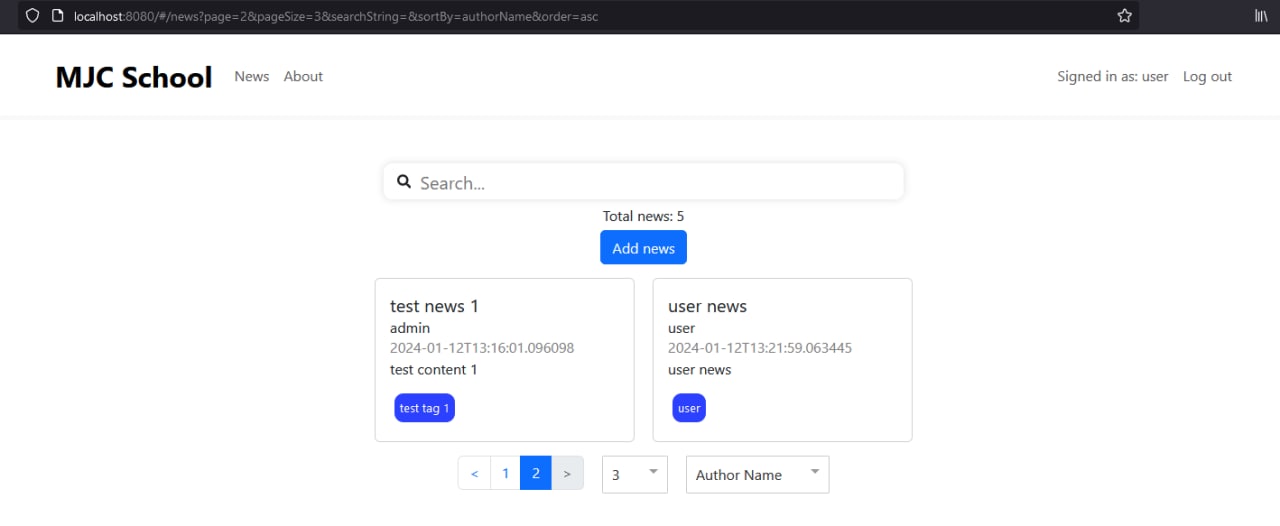 localhost:8080/#/news?page=2&pageSize=3&searchString=&sortBy=authorName&order=asc
MJC School News About Signed in as: user Log out
Search...
Total news: 5
Add news
test news 1
admin
2024-01-12T13:16:01.096098
test content 1
test tag 1
user news
user
2024-01-12T13:21:59.063445
user news
user
< 1 2 > 3 Author Name